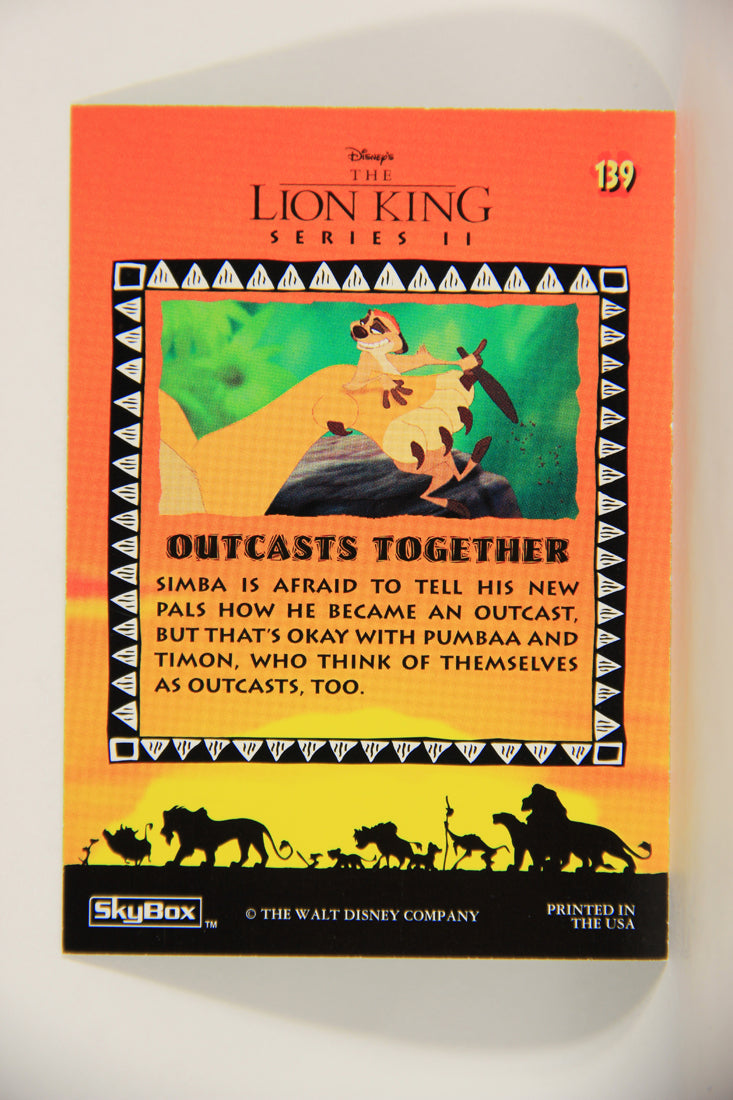 Disney's
THE
LION KING
SERIES II
139
OUTCASTS TOGETHER
SIMBA IS AFRAID TO TELL HIS NEW
PALS HOW HE BECAME AN OUTCAST,
BUT THAT'S OKAY WITH PUMBAA AND
TIMON, WHO THINK OF THEMSELVES
AS OUTCASTS, TOO.
SkyBox TM
© THE WALT DISNEY COMPANY
PRINTED IN
THE USA